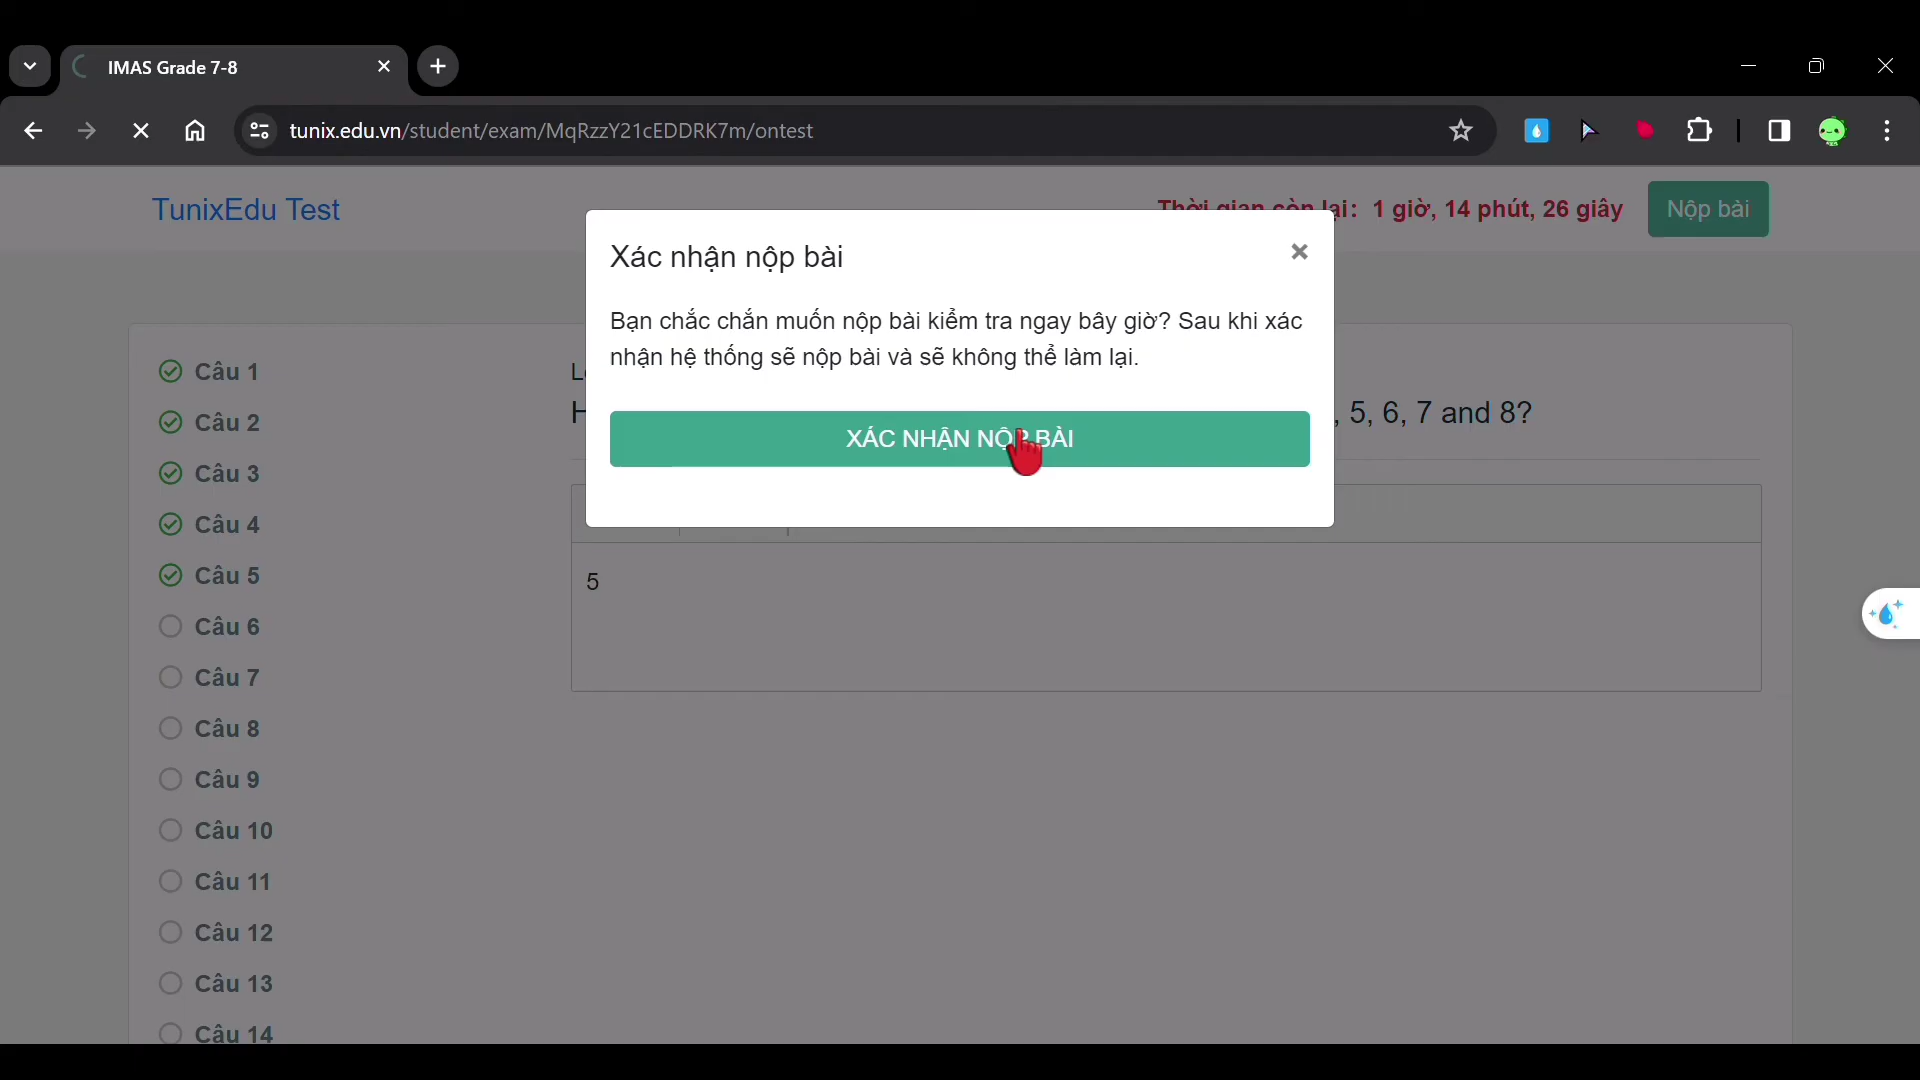 IMAS Grade 7-8
tunix.edu.vn/student/exam/MqRzzY21cEDDRK7m/ontest
TunixEdu Test
Thời gian còn lại: 1 giờ, 14 phút, 26 giây
Nộp bài
Xác nhận nộp bài
Bạn chắc chắn muốn nộp bài kiểm tra ngay bây giờ? Sau khi xác
nhận hệ thống sẽ nộp bài và sẽ không thể làm lại.
XÁC NHẬN NỘP BÀI
, 5, 6, 7 and 8?
5
Câu 1
Câu 2
Câu 3
Câu 4
Câu 5
Câu 6
Câu 7
Câu 8
Câu 9
Câu 10
Câu 11
Câu 12
Câu 13
Câu 14